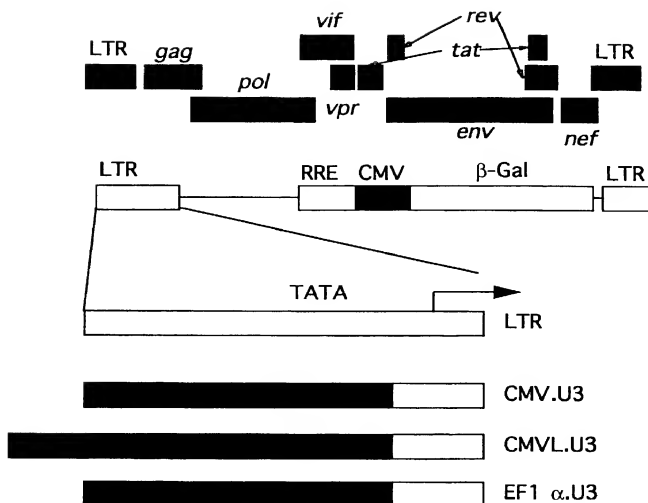 vif rev
LTR gag tat LTR
pol vpr env nef
LTR RRE CMV β-Gal LTR
TATA
LTR
CMV.U3
CMVL.U3
EF1 α.U3